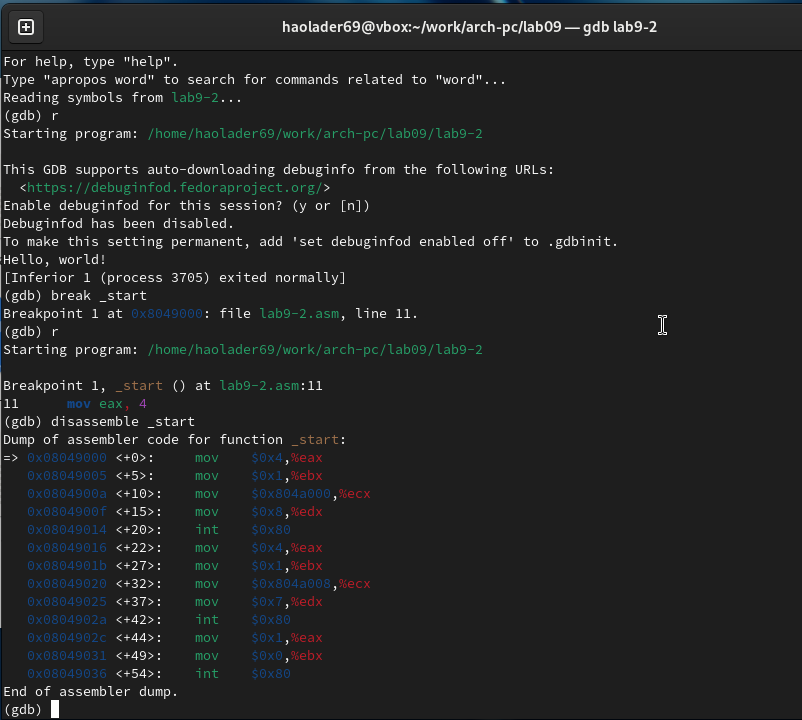 haolader69@vbox:~/work/arch-pc/lab09 — gdb lab9-2
For help, type "help".
Type "apropos word" to search for commands related to "word"...
Reading symbols from lab9-2...
(gdb) r
Starting program: /home/haolader69/work/arch-pc/lab09/lab9-2
This GDB supports auto-downloading debuginfo from the following URLs:
  <https://debuginfod.fedoraproject.org/>
Enable debuginfod for this session? (y or [n])
Debuginfod has been disabled.
To make this setting permanent, add 'set debuginfod enabled off' to .gdbinit.
Hello, world!
[Inferior 1 (process 3705) exited normally]
(gdb) break _start
Breakpoint 1 at 0x8049000: file lab9-2.asm, line 11.
(gdb) r
Starting program: /home/haolader69/work/arch-pc/lab09/lab9-2
Breakpoint 1, _start () at lab9-2.asm:11
11      mov eax, 4
(gdb) disassemble _start
Dump of assembler code for function _start:
=> 0x08049000 <+0>:     mov    $0x4,%eax
   0x08049005 <+5>:     mov    $0x1,%ebx
   0x0804900a <+10>:    mov    $0x804a000,%ecx
   0x0804900f <+15>:    mov    $0x8,%edx
   0x08049014 <+20>:    int    $0x80
   0x08049016 <+22>:    mov    $0x4,%eax
   0x0804901b <+27>:    mov    $0x1,%ebx
   0x08049020 <+32>:    mov    $0x804a008,%ecx
   0x08049025 <+37>:    mov    $0x7,%edx
   0x0804902a <+42>:    int    $0x80
   0x0804902c <+44>:    mov    $0x1,%eax
   0x08049031 <+49>:    mov    $0x0,%ebx
   0x08049036 <+54>:    int    $0x80
End of assembler dump.
(gdb)